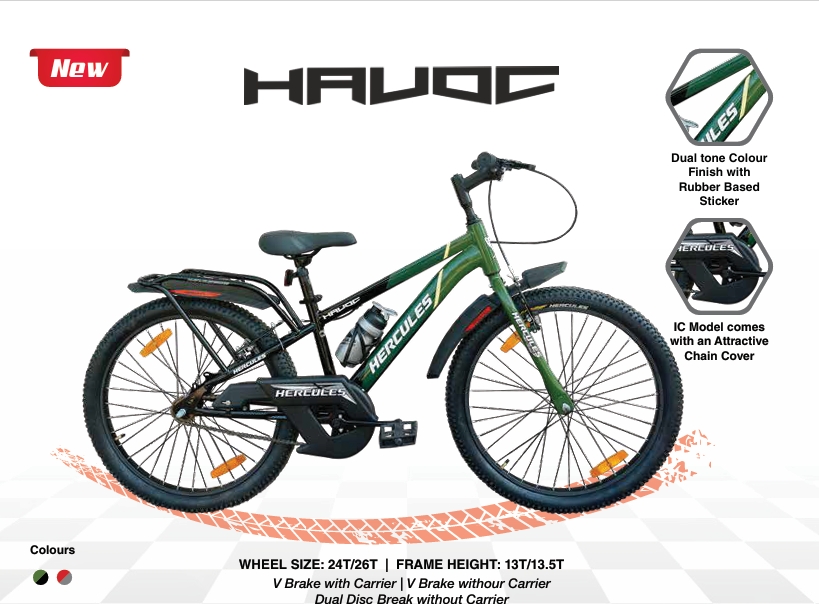 New
HAVOC
ULES
Dual tone Colour
Finish with
Rubber Based
Sticker
HERCULES
IC Model comes
with an Attractive
Chain Cover
HAVOC
HERCULES
HERCULES
HERCULES
HERCULES
HERCULES
Colours
WHEEL SIZE: 24T/26T | FRAME HEIGHT: 13T/13.5T
V Brake with Carrier | V Brake withour Carrier
Dual Disc Break without Carrier